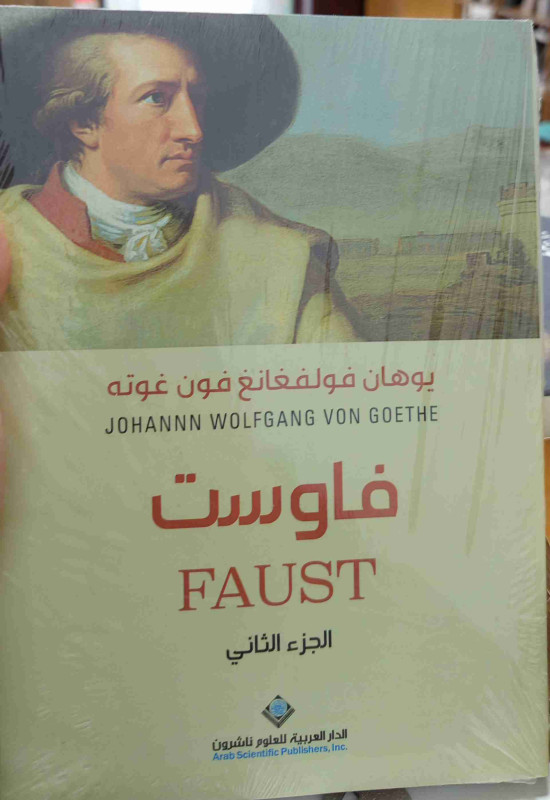 يوهان فولفغانغ فون غوته
JOHANNN WOLFGANG VON GOETHE
فاوست
FAUST
الجزء الثاني
الدار العربية للعلوم ناشرون
Arab Scientific Publishers, Inc.